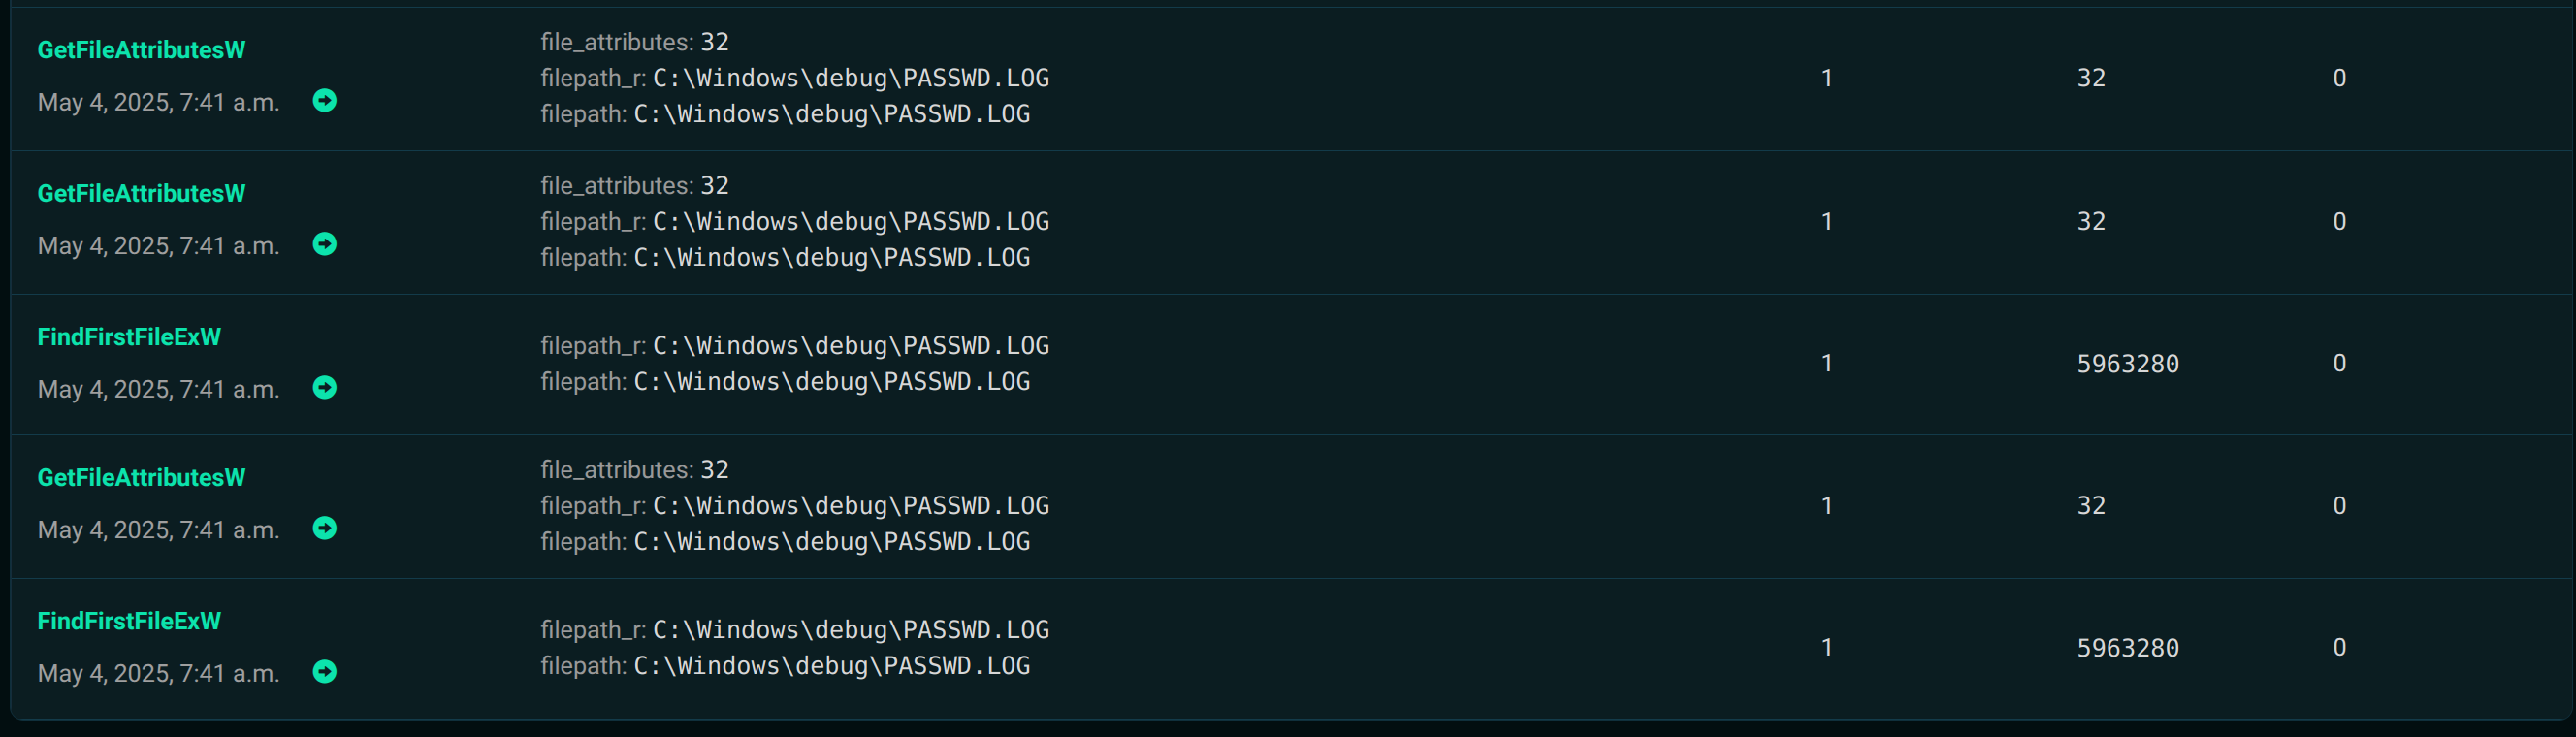 GetFileAttributesW
May 4, 2025, 7:41 a.m.
file_attributes: 32
filepath_r: C:\Windows\debug\PASSWD.LOG
filepath: C:\Windows\debug\PASSWD.LOG
1 32 0
GetFileAttributesW
May 4, 2025, 7:41 a.m.
file_attributes: 32
filepath_r: C:\Windows\debug\PASSWD.LOG
filepath: C:\Windows\debug\PASSWD.LOG
1 32 0
FindFirstFileExW
May 4, 2025, 7:41 a.m.
filepath_r: C:\Windows\debug\PASSWD.LOG
filepath: C:\Windows\debug\PASSWD.LOG
1 5963280 0
GetFileAttributesW
May 4, 2025, 7:41 a.m.
file_attributes: 32
filepath_r: C:\Windows\debug\PASSWD.LOG
filepath: C:\Windows\debug\PASSWD.LOG
1 32 0
FindFirstFileExW
May 4, 2025, 7:41 a.m.
filepath_r: C:\Windows\debug\PASSWD.LOG
filepath: C:\Windows\debug\PASSWD.LOG
1 5963280 0